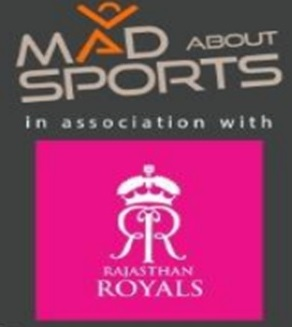 MAD ABOUT
SPORTS
in association with
RR
RAJASTHAN
ROYALS